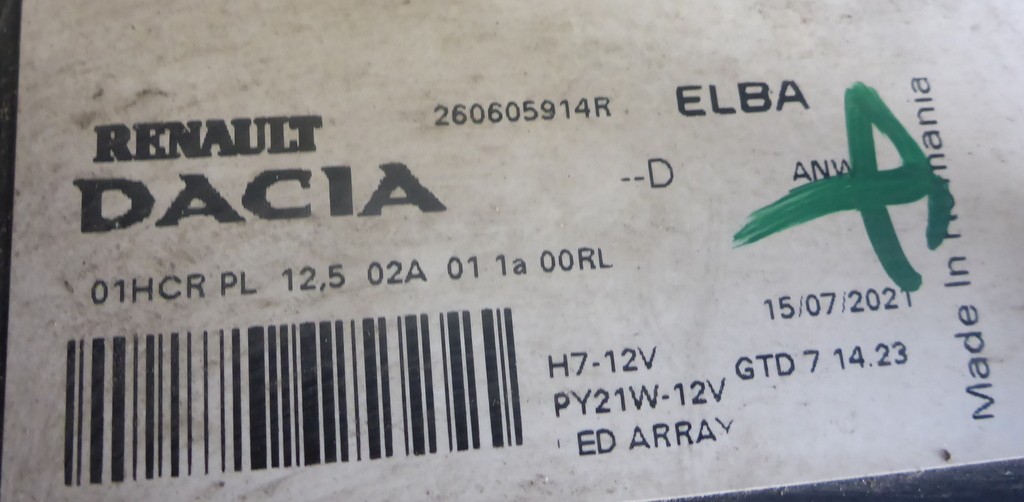 RENAULT
DACIA
260605914R
ELBA
--D
01HCR PL 12,5 02A 01 1a 00RL
15/07/2021
H7-12V
GTD 7 14.23
PY21W-12V
ED ARRAY
Made In